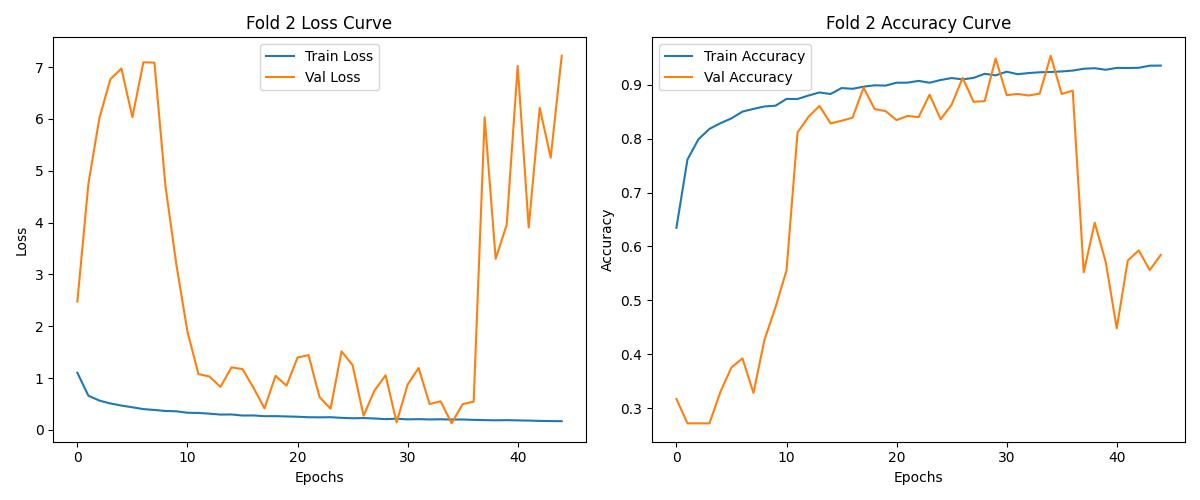 Fold 2 Loss Curve
Train Loss
Val Loss
7
6
5
4
3
2
1
0
Loss
0 10 20 30 40
Epochs
Fold 2 Accuracy Curve
Train Accuracy
Val Accuracy
0.9
0.8
0.7
0.6
0.5
0.4
0.3
Accuracy
0 10 20 30 40
Epochs